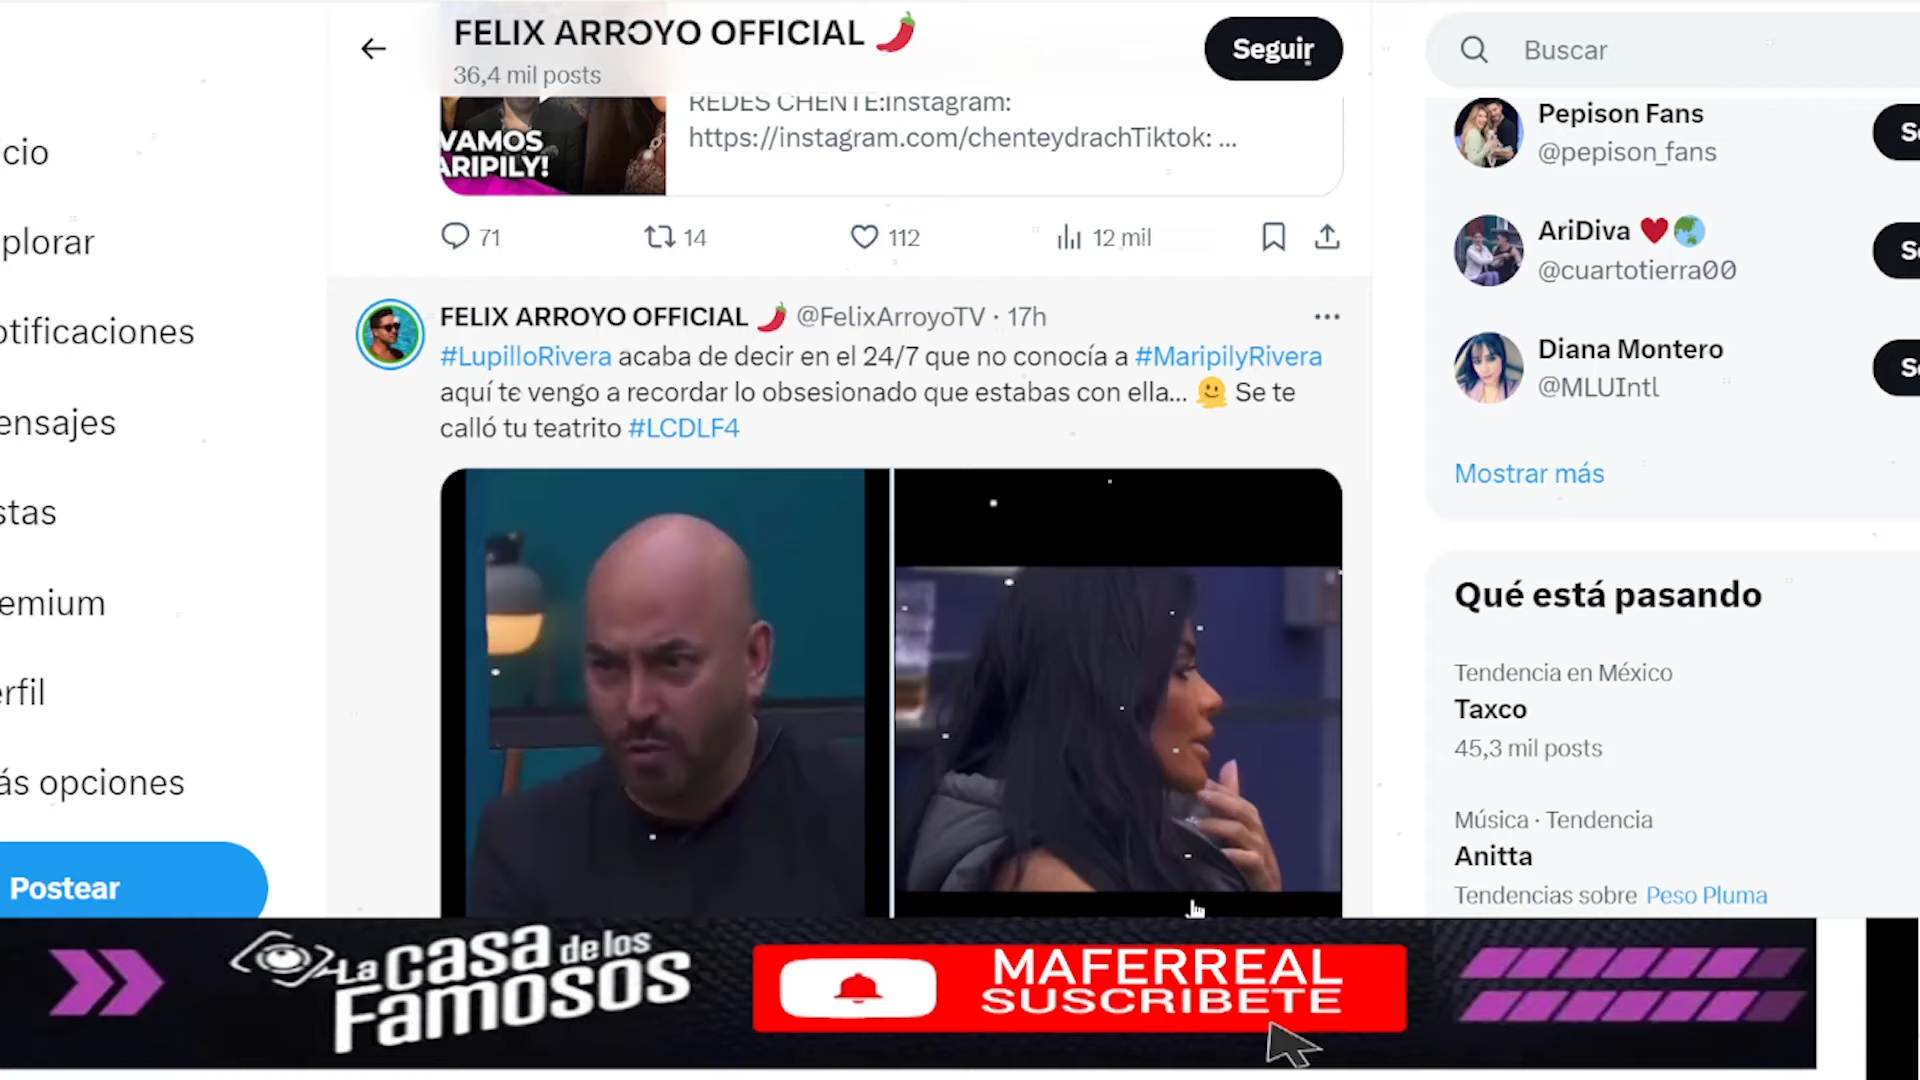 FELIX ARROYO OFFICIAL 🌶️
36,4 mil posts
Seguir
Buscar
cio
plorar
otificaciones
ensajes
stas
emium
erfil
ás opciones
Postear
VAMOS
ARIPILY!
REDES CHENTE:Instagram:
https://instagram.com/chenteydrachTiktok: ...
71
14
112
12 mil
FELIX ARROYO OFFICIAL 🌶️ @FelixArroyoTV · 17h
#LupilloRivera acaba de decir en el 24/7 que no conocía a #MaripilyRivera
aquí te vengo a recordar lo obsesionado que estabas con ella... 🫠 Se te
calló tu teatrito #LCDLF4
Pepison Fans
@pepison_fans
S
AriDiva ❤️🌏
@cuartotierra00
S
Diana Montero
@MLUIntl
S
Mostrar más
Qué está pasando
Tendencia en México
Taxco
45,3 mil posts
Música · Tendencia
Anitta
Tendencias sobre Peso Pluma
La casa de los
Famosos
MAFERREAL
SUSCRIBETE